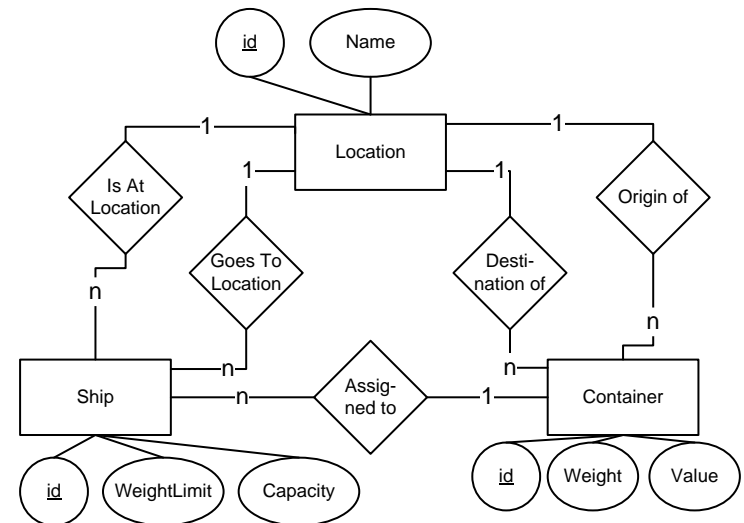 id
Name
1
1
Location
Is At
Location
1
1
Origin of
Goes To
Location
Desti-
nation of
n
n
n
n
Ship
n
Assig-
ned to
1
Container
id
WeightLimit
Capacity
id
Weight
Value